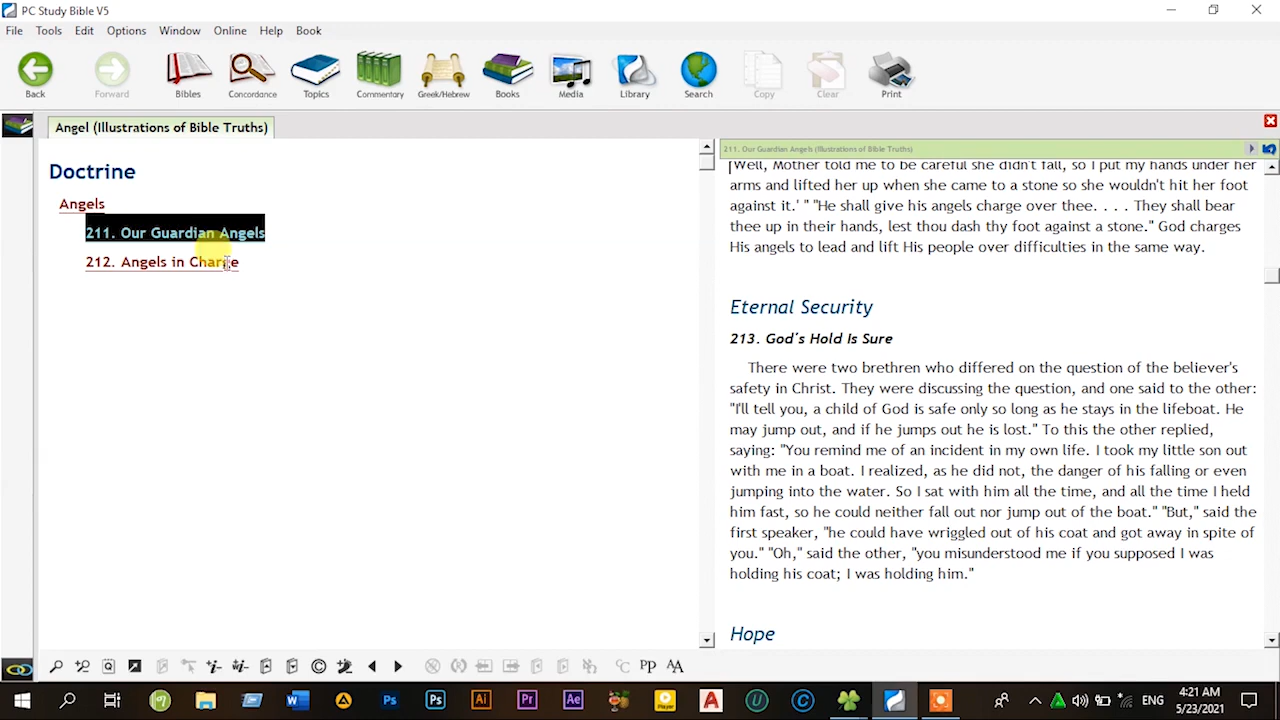 PC Study Bible V5
File Tools Edit Options Window Online Help Book
Back Forward Bibles Concordance Topics Commentary Greek/Hebrew Books Media Library Search Copy Clear Print
Angel (Illustrations of Bible Truths)
Doctrine
Angels
211. Our Guardian Angels
212. Angels in Charge
211. Our Guardian Angels (Illustrations of Bible Truths)
'Well, Mother told me to be careful she didn't fall, so I put my hands under her
arms and lifted her up when she came to a stone so she wouldn't hit her foot
against it.' " "He shall give his angels charge over thee. . . . They shall bear
thee up in their hands, lest thou dash thy foot against a stone." God charges
His angels to lead and lift His people over difficulties in the same way.
Eternal Security
213. God's Hold Is Sure
There were two brethren who differed on the question of the believer's
safety in Christ. They were discussing the question, and one said to the other:
"I'll tell you, a child of God is safe only so long as he stays in the lifeboat. He
may jump out, and if he jumps out he is lost." To this the other replied,
saying: "You remind me of an incident in my own life. I took my little son out
with me in a boat. I realized, as he did not, the danger of his falling or even
jumping into the water. So I sat with him all the time, and all the time I held
him fast, so he could neither fall out nor jump out of the boat." "But," said the
first speaker, "he could have wriggled out of his coat and got away in spite of
you." "Oh," said the other, "you misunderstood me if you supposed I was
holding his coat; I was holding him."
Hope
PP AA
Ps Ps Ai Pr Ae Player A U C
ENG
4:21 AM
5/23/2021